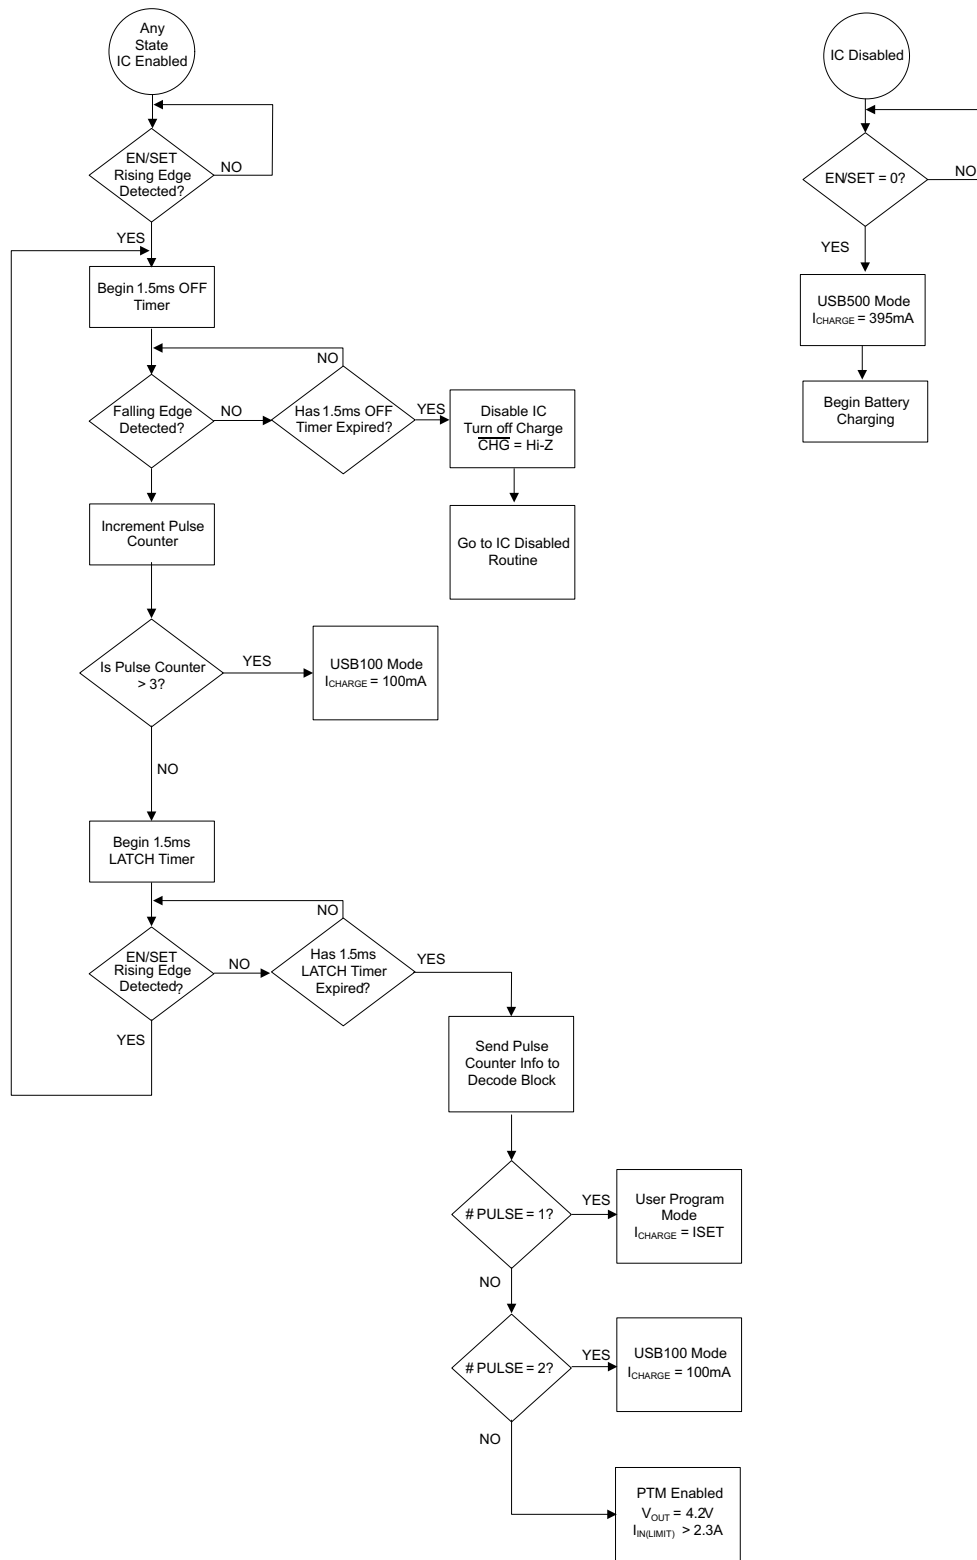 Any
State
IC Enabled
EN/SET
Rising Edge
Detected?
NO
YES
Begin 1.5ms OFF
Timer
NO
Falling Edge
Detected?
NO
Has 1.5ms OFF
Timer Expired?
YES
Disable IC
Turn off Charge
CHG = Hi-Z
Go to IC Disabled
Routine
Increment Pulse
Counter
Is Pulse Counter
> 3?
YES
USB100 Mode
ICHARGE = 100mA
NO
Begin 1.5ms
LATCH Timer
NO
EN/SET
Rising Edge
Detected?
NO
Has 1.5ms
LATCH Timer
Expired?
YES
YES
Send Pulse
Counter Info to
Decode Block
# PULSE = 1?
YES
User Program
Mode
ICHARGE = ISET
NO
# PULSE = 2?
YES
USB100 Mode
ICHARGE = 100mA
NO
PTM Enabled
VOUT = 4.2V
IIN(LIMIT) > 2.3A
IC Disabled
EN/SET = 0?
NO
YES
USB500 Mode
ICHARGE = 395mA
Begin Battery
Charging